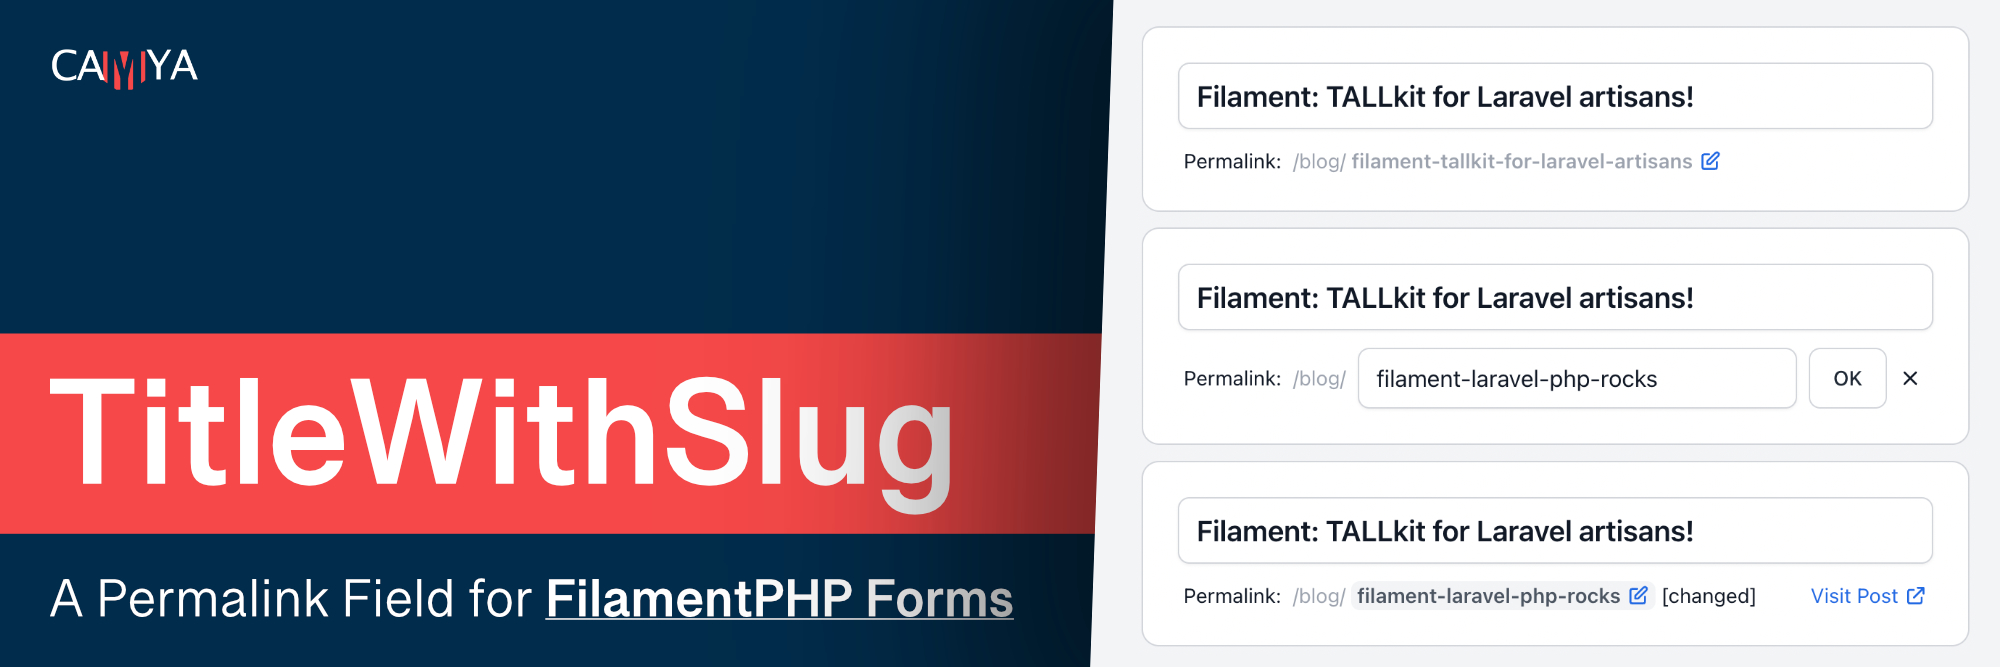 CAMYA
TitleWithSlug
A Permalink Field for FilamentPHP Forms
Filament: TALLkit for Laravel artisans!
Permalink: /blog/ filament-tallkit-for-laravel-artisans
Filament: TALLkit for Laravel artisans!
Permalink: /blog/ filament-laravel-php-rocks OK
Filament: TALLkit for Laravel artisans!
Permalink: /blog/ filament-laravel-php-rocks [changed] Visit Post